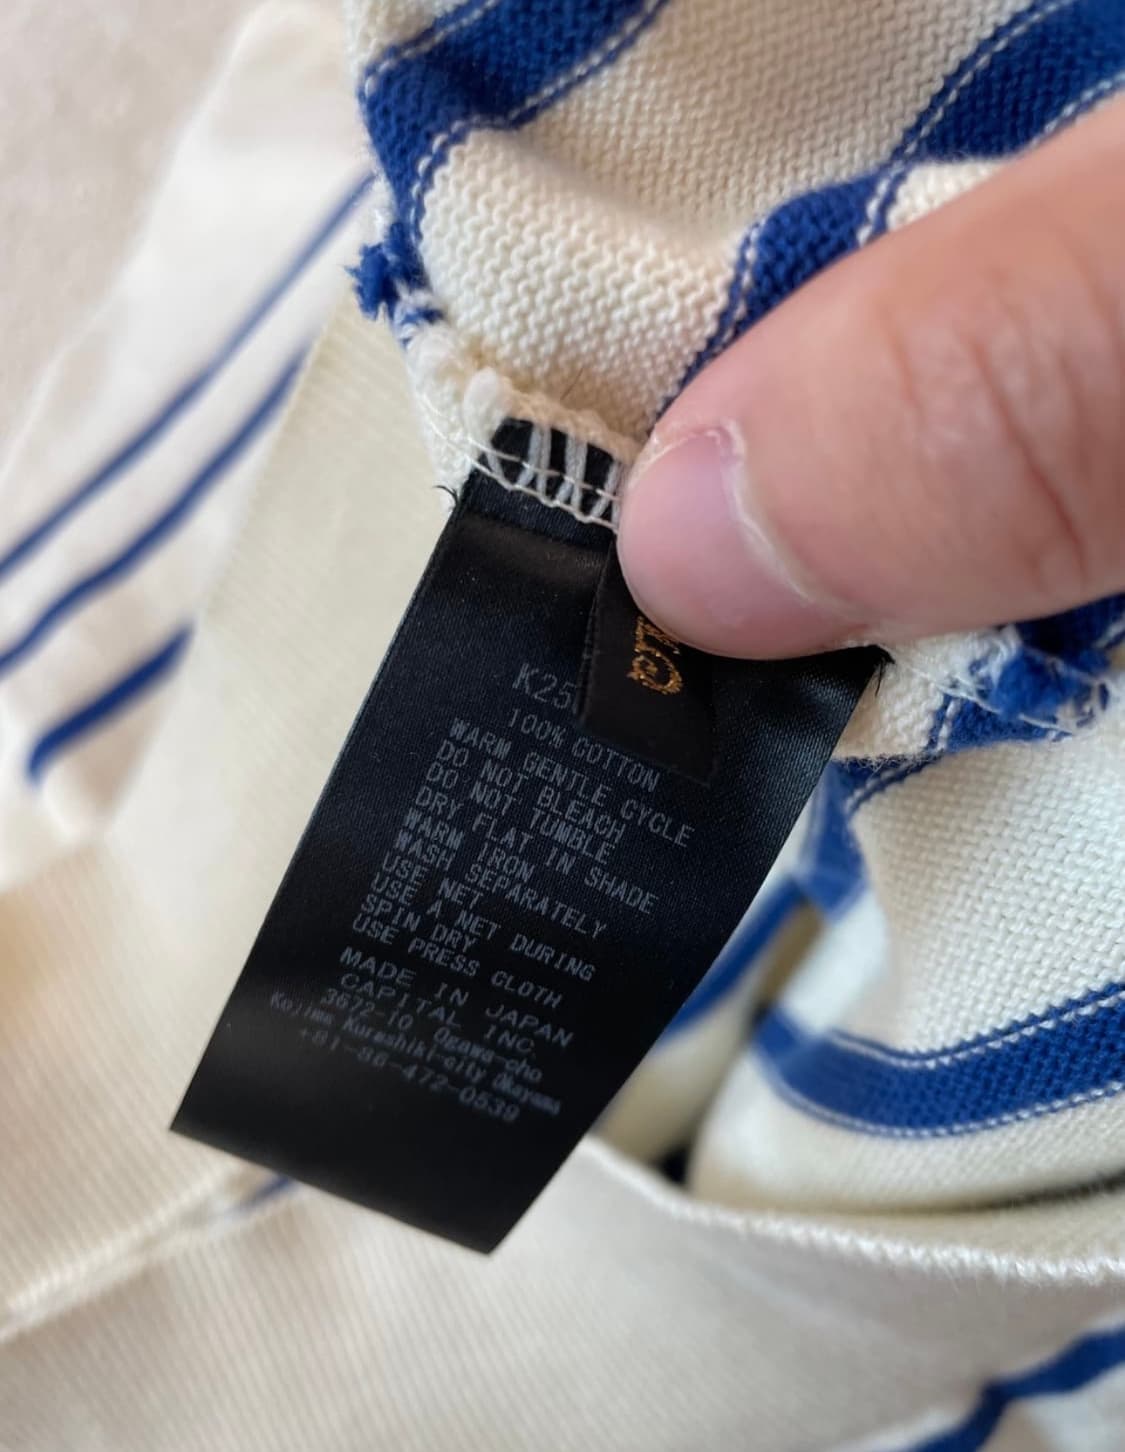 K25
100% COTTON
WARM GENTLE CYCLE
DO NOT BLEACH
DO NOT TUMBLE
DRY FLAT IN SHADE
WARM IRON
WASH SEPARATELY
USE NET
USE A NET DURING
SPIN DRY
USE PRESS CLOTH
MADE IN JAPAN
CAPITAL INC.
3672-10 Ogawa-cho
Kojima Kurashiki-city Okayama
+81-86-472-0539